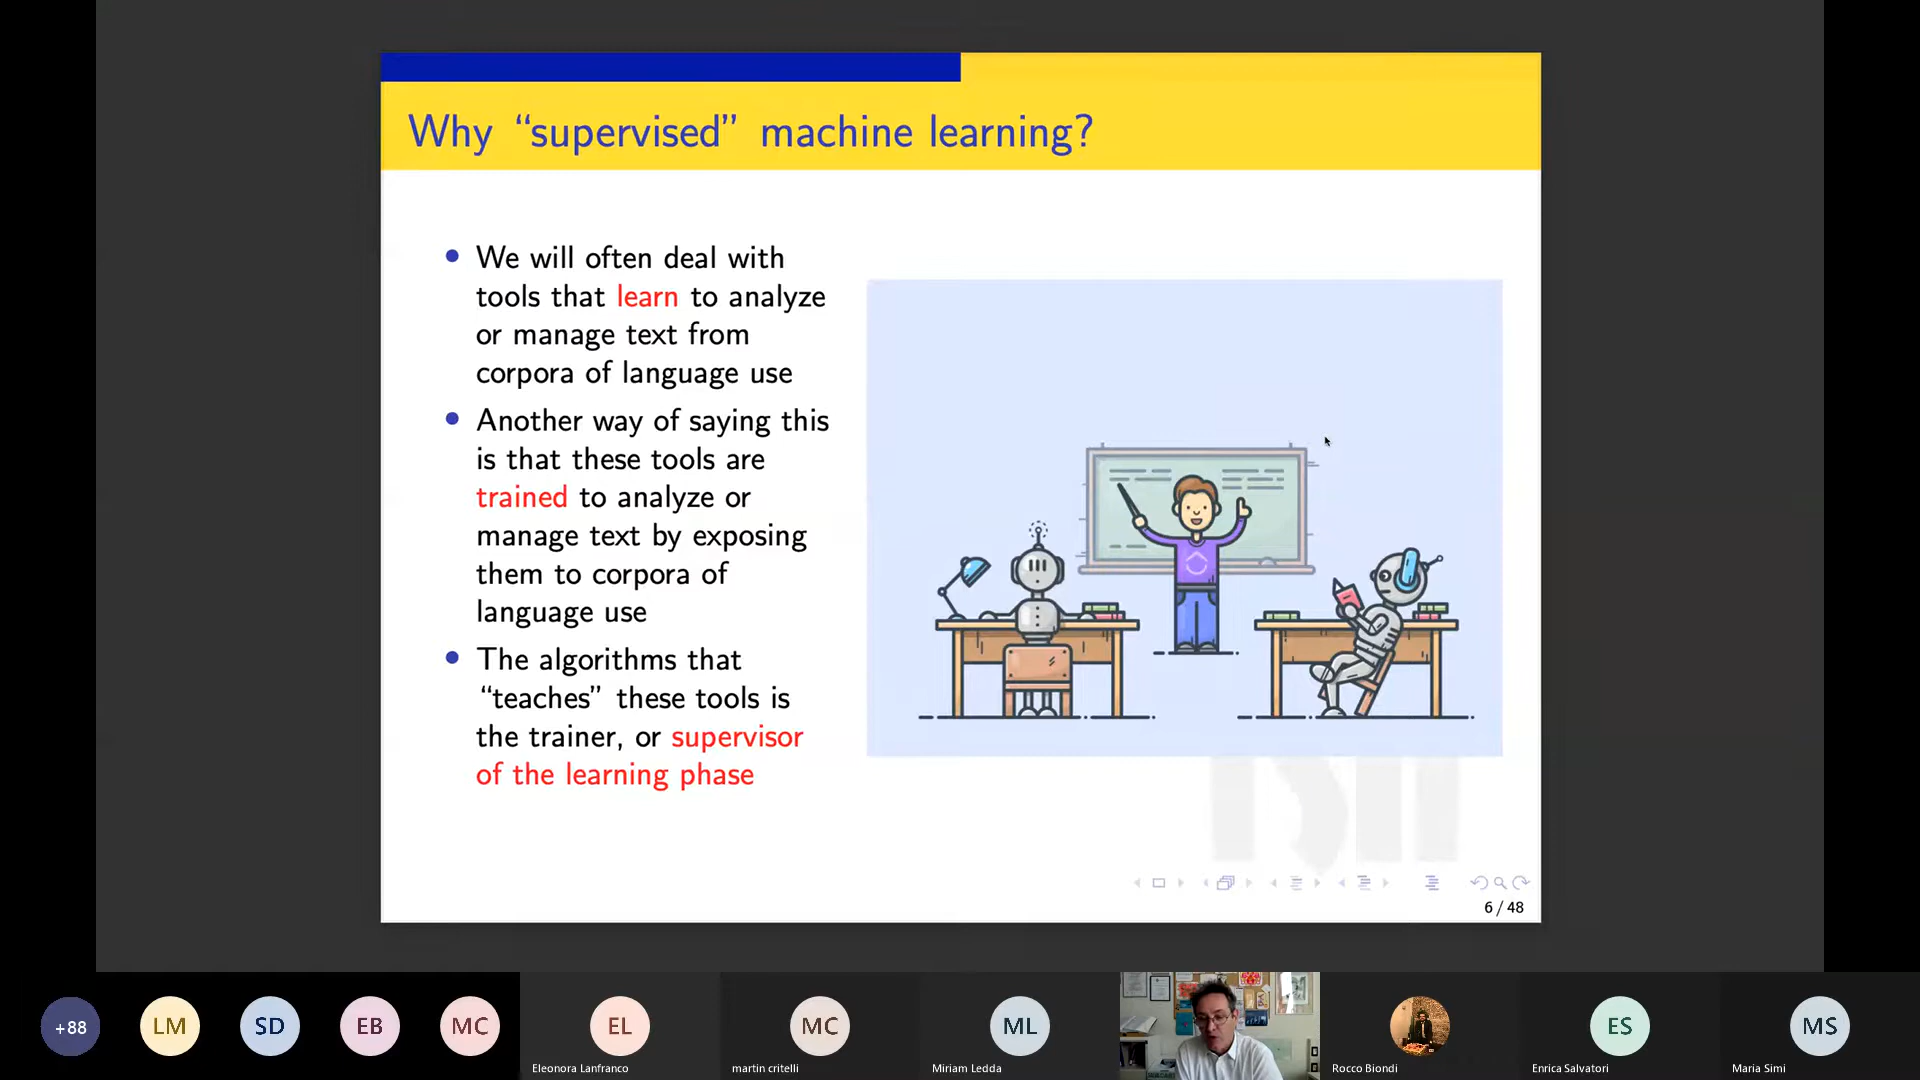 Why “supervised” machine learning?
We will often deal with
tools that learn to analyze
or manage text from
corpora of language use
Another way of saying this
is that these tools are
trained to analyze or
manage text by exposing
them to corpora of
language use
The algorithms that
“teaches” these tools is
the trainer, or supervisor
of the learning phase
6 / 48
+88
LM
SD
EB
MC
EL
MC
ML
ES
MS
Eleonora Lanfranco
martin critelli
Miriam Ledda
Rocco Biondi
Enrica Salvatori
Maria Simi